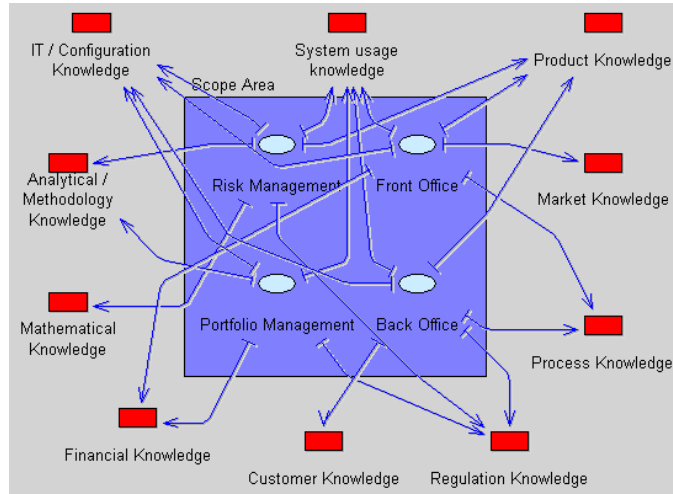 IT / Configuration
Knowledge
System usage
knowledge
Product Knowledge
Scope Area
Analytical /
Methodology
Knowledge
Risk Management
Front Office
Market Knowledge
Mathematical
Knowledge
Portfolio Management
Back Office
Process Knowledge
Financial Knowledge
Customer Knowledge
Regulation Knowledge